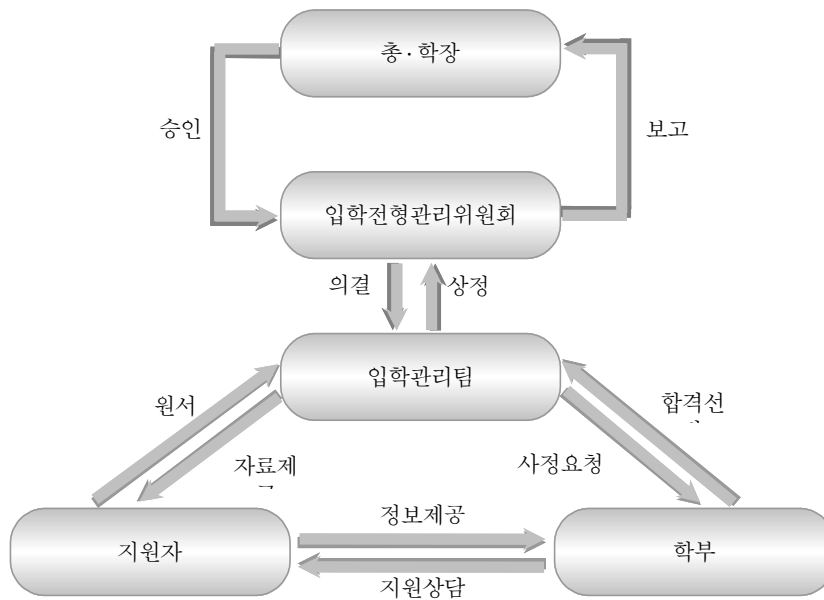 총·학장
승인
보고
입학전형관리위원회
의결
상정
입학관리팀
원서
합격선
자료제
사정요청
정보제공
지원자
학부
지원상담